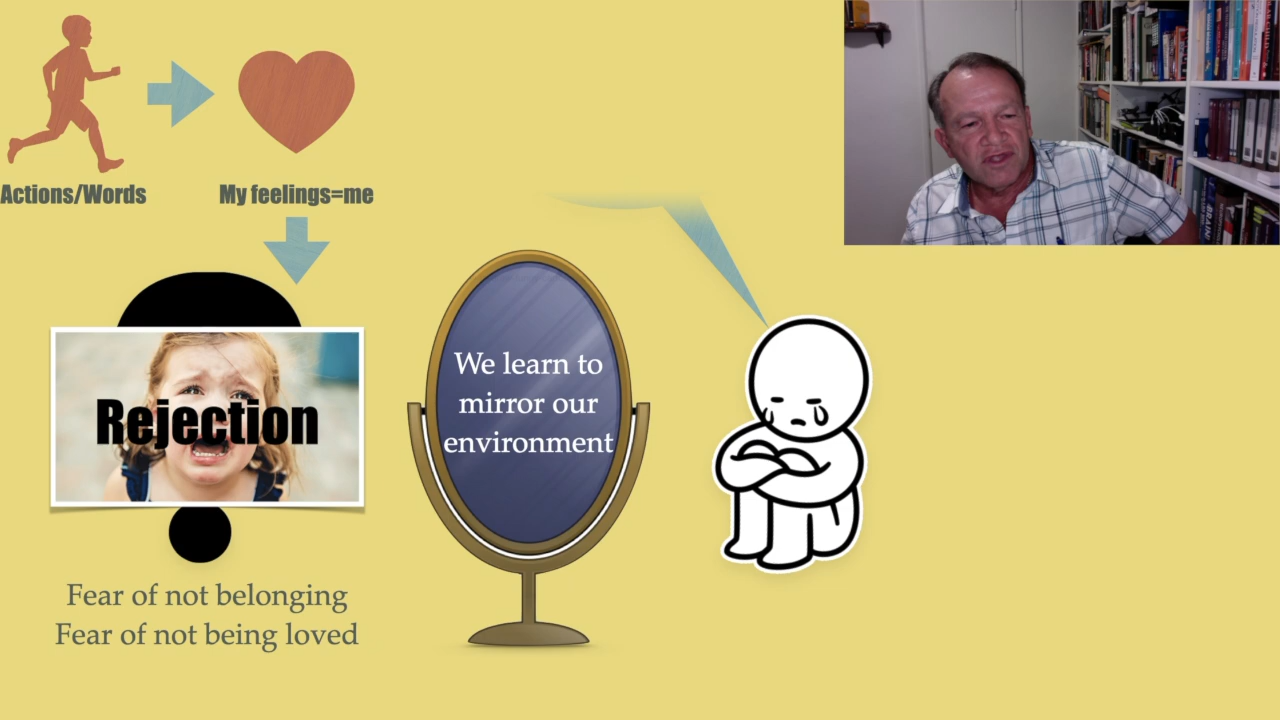 Actions/Words
My feelings=me
Rejection
We learn to
mirror our
environment
Fear of not belonging
Fear of not being loved
BRAIN